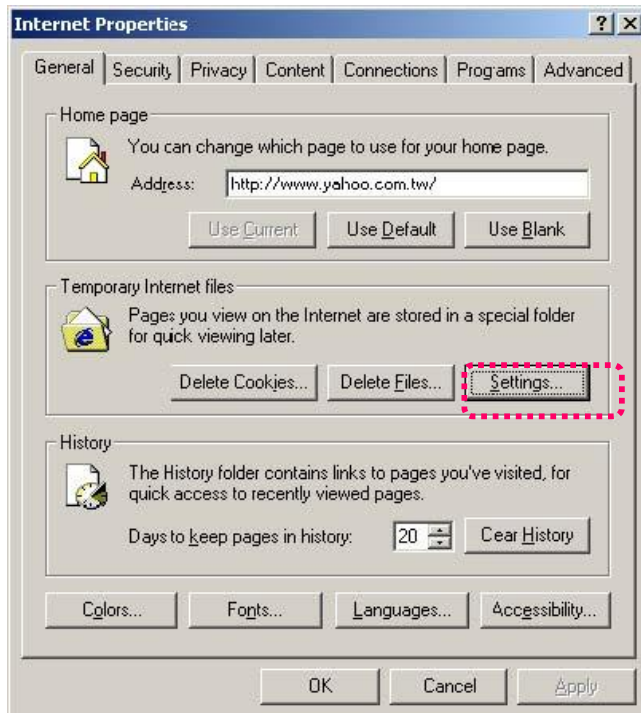 Internet Properties
General Security Privacy Content Connections Programs Advanced
Home page
You can change which page to use for your home page.
Address: http://www.yahoo.com.tw/
Use Current Use Default Use Blank
Temporary Internet files
Pages you view on the Internet are stored in a special folder
for quick viewing later.
Delete Cookies... Delete Files... Settings...
History
The History folder contains links to pages you've visited, for
quick access to recently viewed pages.
Days to keep pages in history: 20 Cear History
Colors... Fonts... Languages... Accessibility...
OK Cancel Apply